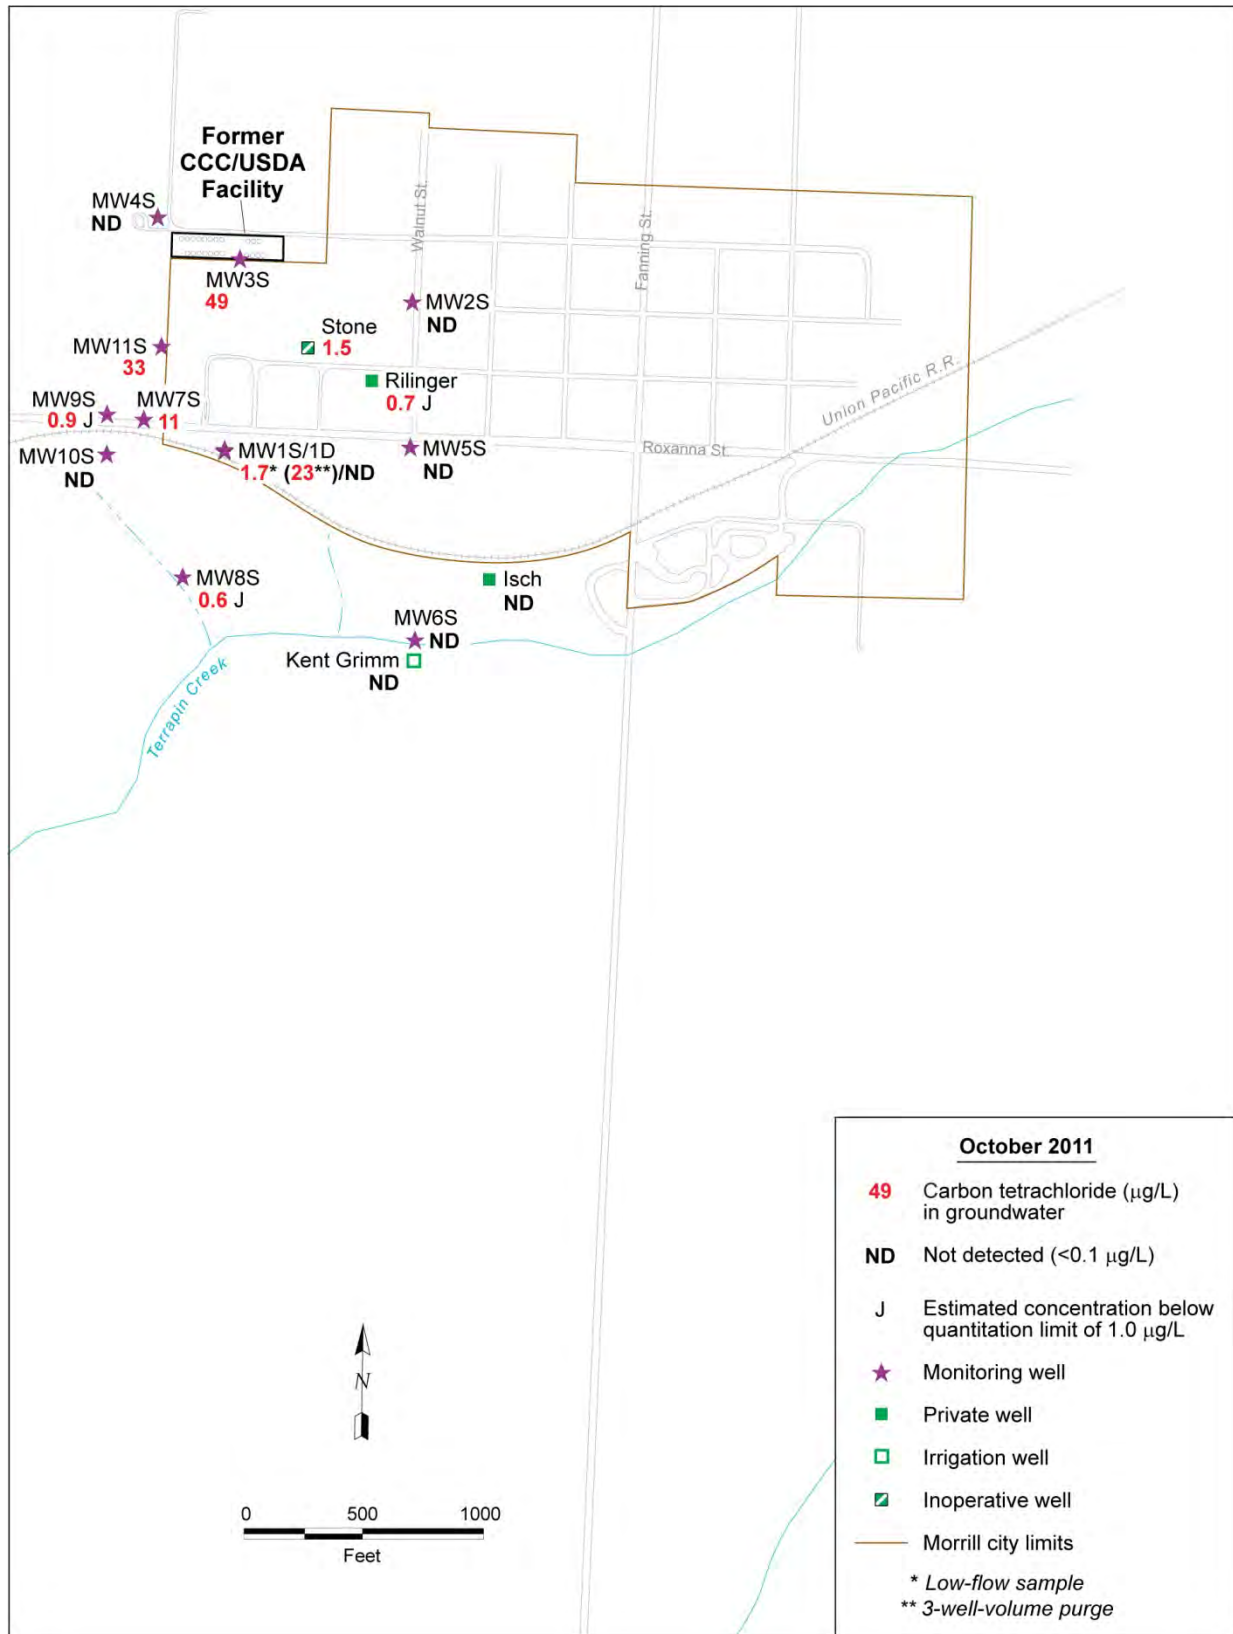 Former
CCC/USDA
Facility
MW4S
ND
Walnut St.
Fanning St.
MW3S
49
MW2S
ND
Stone
1.5
MW11S
33
Rilinger
0.7 J
Union Pacific R.R.
MW9S
0.9 J
MW7S
11
MW10S
ND
MW1S/1D
1.7* (23**)/ND
MW5S
ND
Roxanna St.
MW8S
0.6 J
Isch
ND
MW6S
ND
Kent Grimm
ND
Terrapin Creek
N
0 500 1000
Feet
October 2011
49 Carbon tetrachloride (µg/L)
in groundwater
ND Not detected (<0.1 µg/L)
J Estimated concentration below
quantitation limit of 1.0 µg/L
Monitoring well
Private well
Irrigation well
Inoperative well
Morrill city limits
* Low-flow sample
** 3-well-volume purge